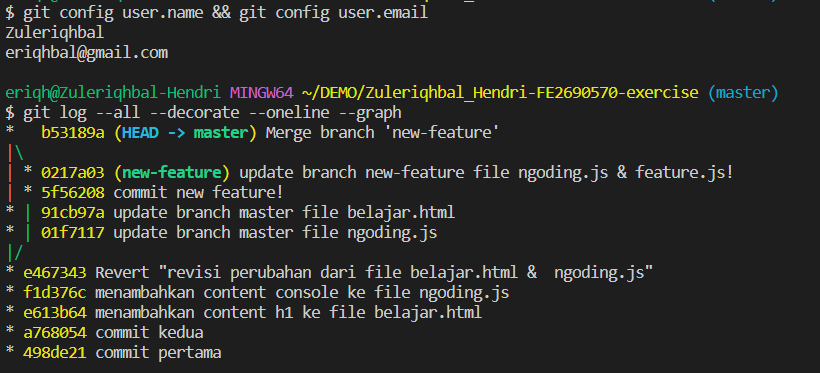 $ git config user.name && git config user.email
Zuleriqhbal
eriqhbal@gmail.com
eriqh@Zuleriqhbal-Hendri MINGW64 ~/DEMO/Zuleriqhbal_Hendri-FE2690570-exercise (master)
$ git log --all --decorate --oneline --graph
*   b53189a (HEAD -> master) Merge branch 'new-feature'
|\
| * 0217a03 (new-feature) update branch new-feature file ngoding.js & feature.js!
| * 5f56208 commit new feature!
* | 91cb97a update branch master file belajar.html
* | 01f7117 update branch master file ngoding.js
|/
* e467343 Revert "revisi perubahan dari file belajar.html &  ngoding.js"
* f1d376c menambahkan content console ke file ngoding.js
* e613b64 menambahkan content h1 ke file belajar.html
* a768054 commit kedua
* 498de21 commit pertama